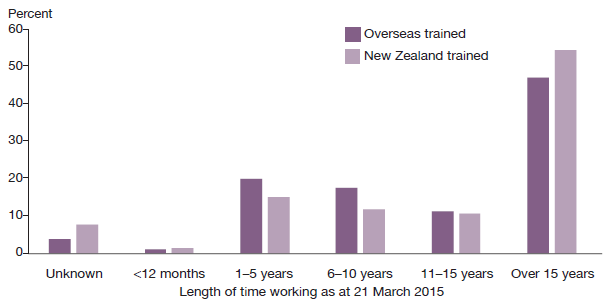 Percent
60
50
40
30
20
10
0
Overseas trained
New Zealand trained
Unknown
<12 months
1–5 years
6–10 years
11–15 years
Over 15 years
Length of time working as at 21 March 2015